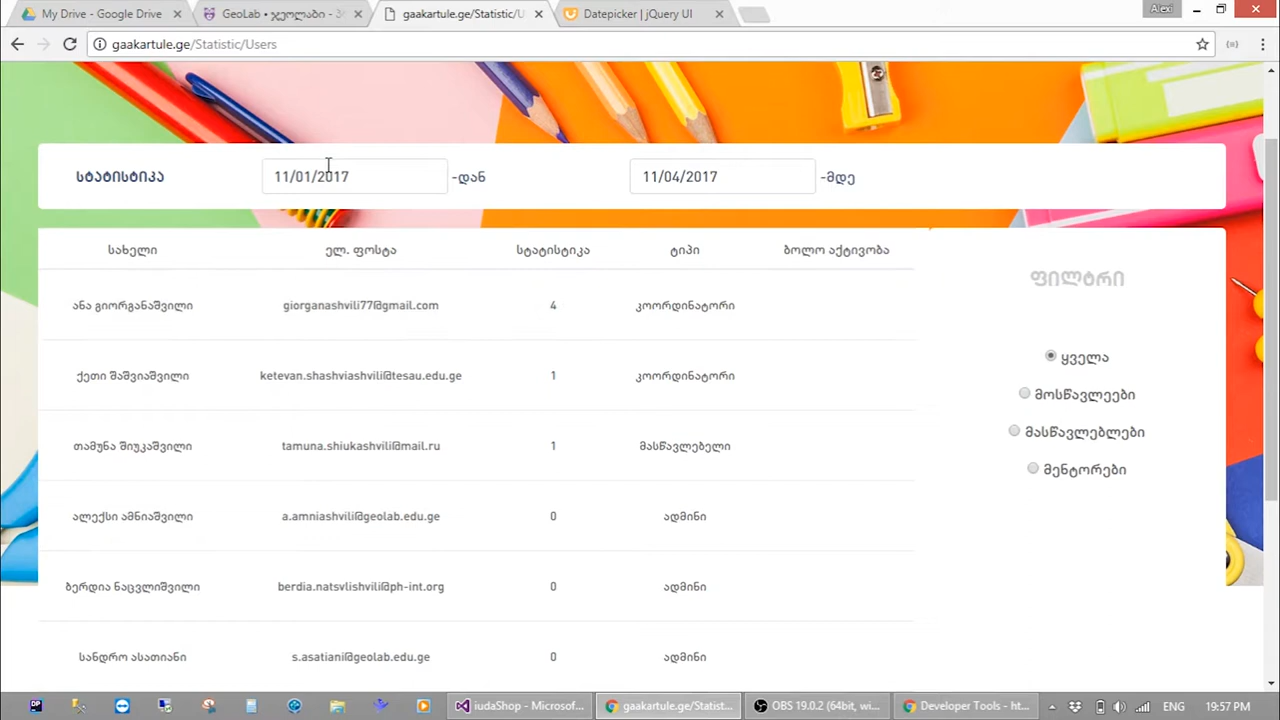 My Drive - Google Drive
GeoLab • ჯეოლაბი -
gaakartule.ge/Statistic/U
Datepicker | jQuery UI
Alexi
gaakartule.ge/Statistic/Users
სტატისტიკა 11/01/2017 -დან 11/04/2017 -მდე
სახელი ელ. ფოსტა სტატისტიკა ტიპი ბოლო აქტივობა
ანა გიორგანაშვილი giorganashvili77@gmail.com 4 კოორდინატორი
ქეთი შაშვიაშვილი ketevan.shashviashvili@tesau.edu.ge 1 კოორდინატორი
თამუნა შიუკაშვილი tamuna.shiukashvili@mail.ru 1 მასწავლებელი
ალექსი ამნიაშვილი a.amniashvili@geolab.edu.ge 0 ადმინი
ბერდია ნაცვლიშვილი berdia.natsvlishvili@ph-int.org 0 ადმინი
სანდრო ასათიანი s.asatiani@geolab.edu.ge 0 ადმინი
ფილტრი
ყველა
მოსწავლეები
მასწავლებლები
მენტორები
iudaShop - Microsof...
gaakartule.ge/Statist...
OBS 19.0.2 (64bit, wi...
Developer Tools - ht...
ENG
19:57 PM